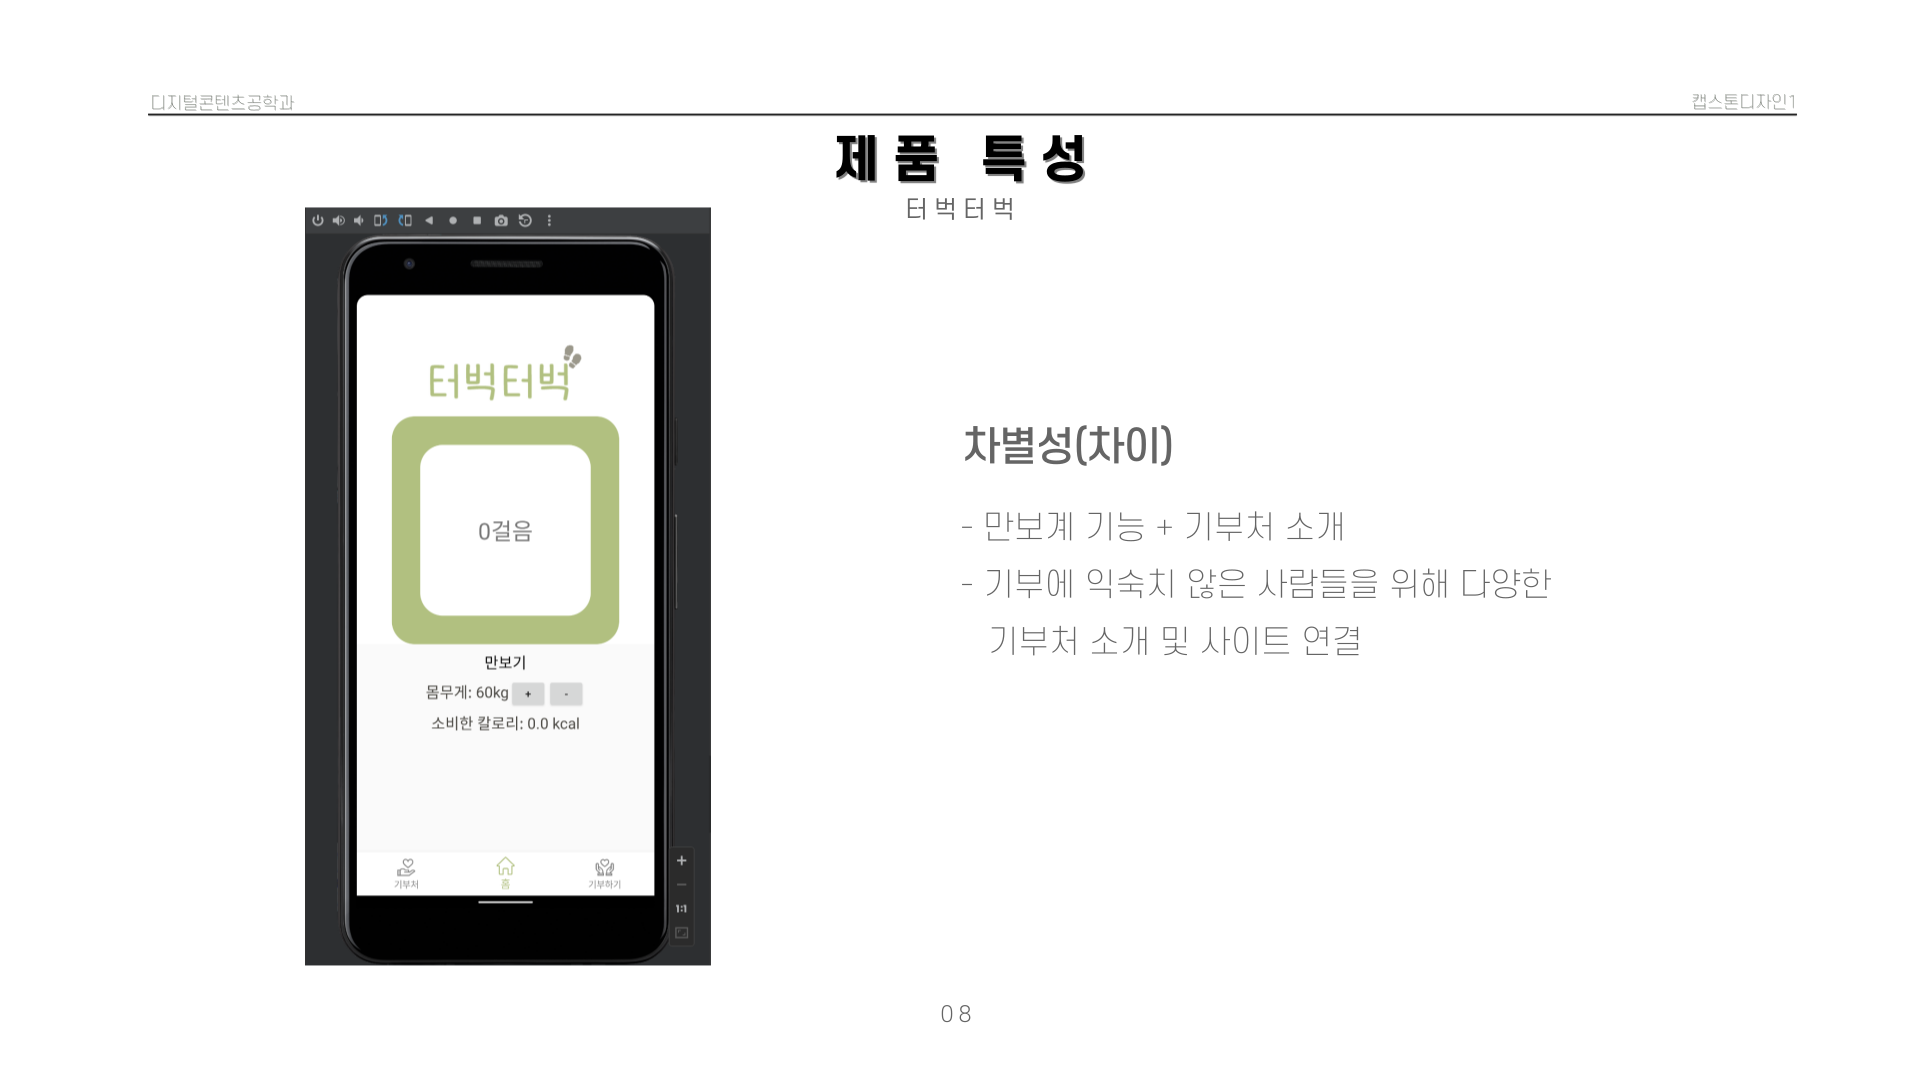 디지털콘텐츠공학과
캡스톤디자인1
제품 특성
터벅터벅
터벅터벅
0걸음
만보기
몸무게: 60kg + -
소비한 칼로리: 0.0 kcal
기부처 홈 기부하기
1:1
차별성(차이)
- 만보계 기능 + 기부처 소개
- 기부에 익숙치 않은 사람들을 위해 다양한
기부처 소개 및 사이트 연결
08